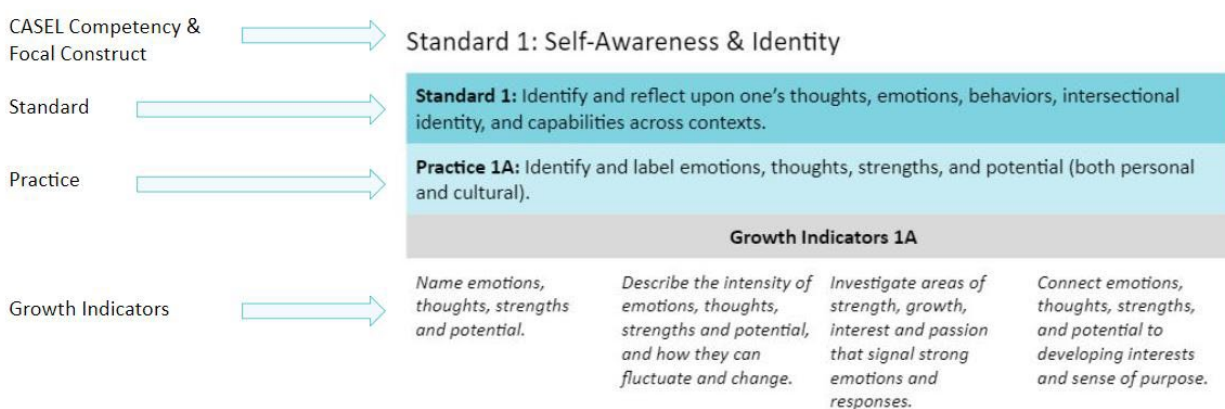 CASEL Competency &
Focal Construct
Standard 1: Self-Awareness & Identity
Standard
Standard 1: Identify and reflect upon one's thoughts, emotions, behaviors, intersectional
identity, and capabilities across contexts.
Practice
Practice 1A: Identify and label emotions, thoughts, strengths, and potential (both personal
and cultural).
Growth Indicators 1A
Growth Indicators
Name emotions,
thoughts, strengths
and potential.
Describe the intensity of
emotions, thoughts,
strengths and potential,
and how they can
fluctuate and change.
Investigate areas of
strength, growth,
interest and passion
that signal strong
emotions and
responses.
Connect emotions,
thoughts, strengths,
and potential to
developing interests
and sense of purpose.